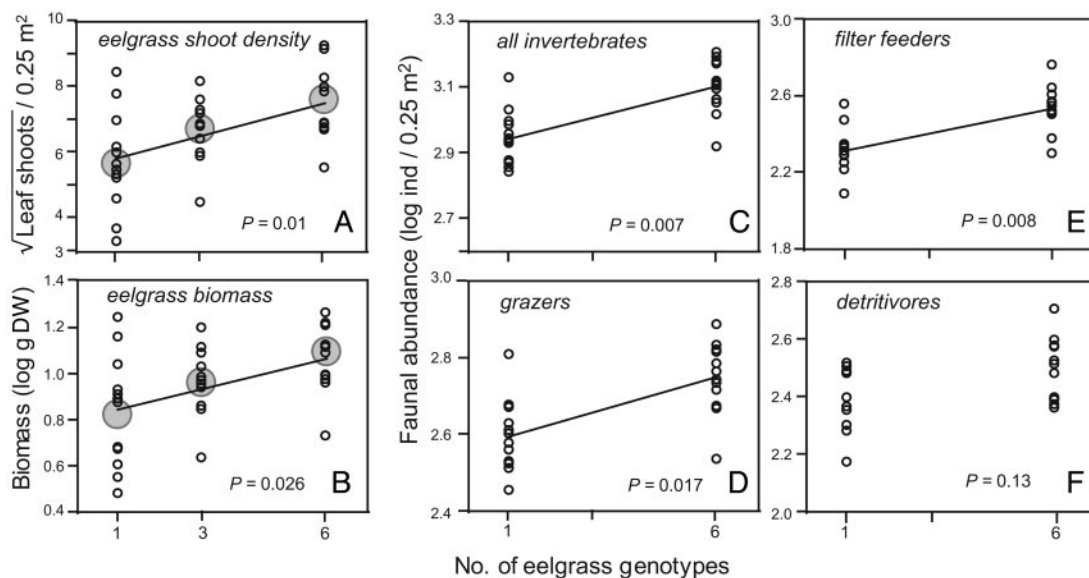 eelgrass shoot density
√Leaf shoots / 0.25 m²
10
9
8
7
6
5
4
3
P = 0.01
A
eelgrass biomass
Biomass (log g DW)
1.4
1.2
1.0
0.8
0.6
0.4
P = 0.026
B
1 3 6
Faunal abundance (log ind / 0.25 m²)
all invertebrates
3.3
3.1
2.9
2.7
P = 0.007
C
grazers
3.0
2.8
2.6
2.4
P = 0.017
D
1 6
filter feeders
3.0
2.6
2.2
1.8
P = 0.008
E
detritivores
2.8
2.6
2.4
2.2
2.0
P = 0.13
F
1 6
No. of eelgrass genotypes